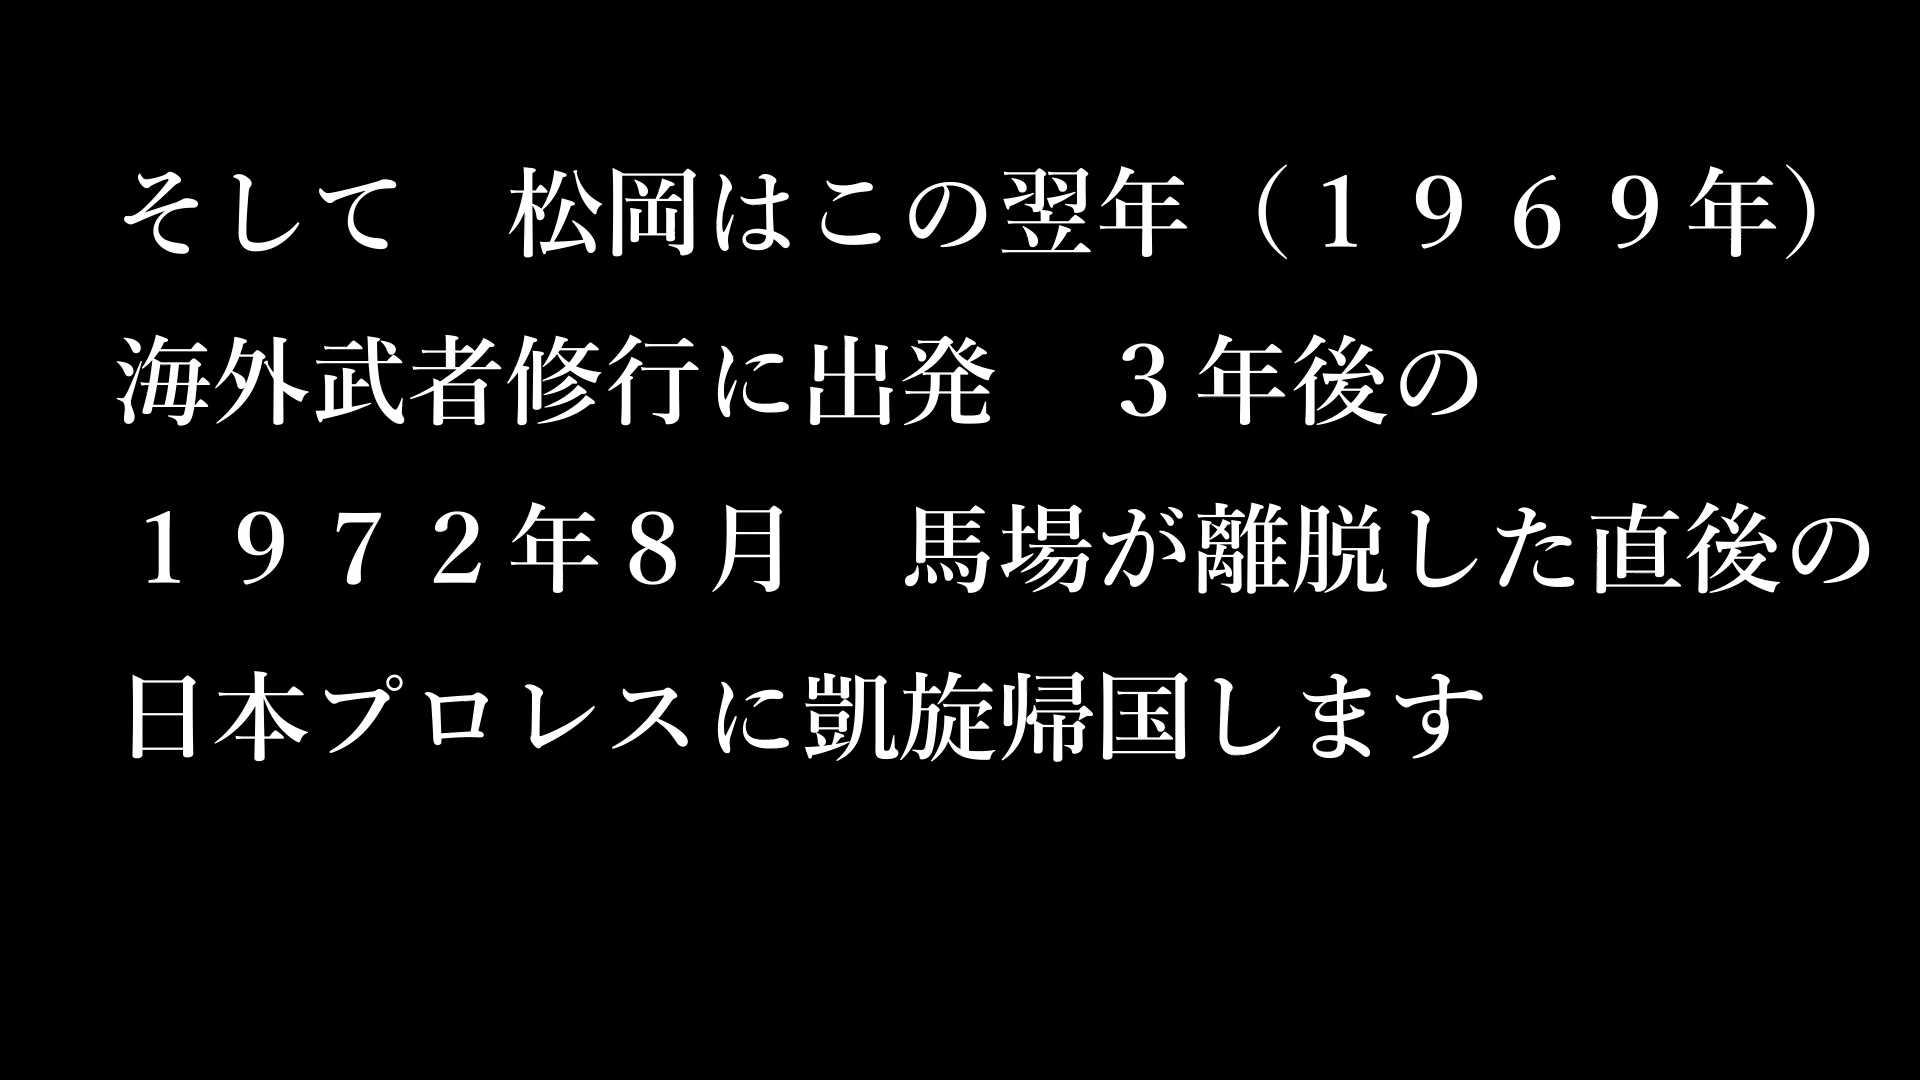 そして　松岡はこの翌年（１９６９年）
海外武者修行に出発　３年後の
１９７２年８月　馬場が離脱した直後の
日本プロレスに凱旋帰国します